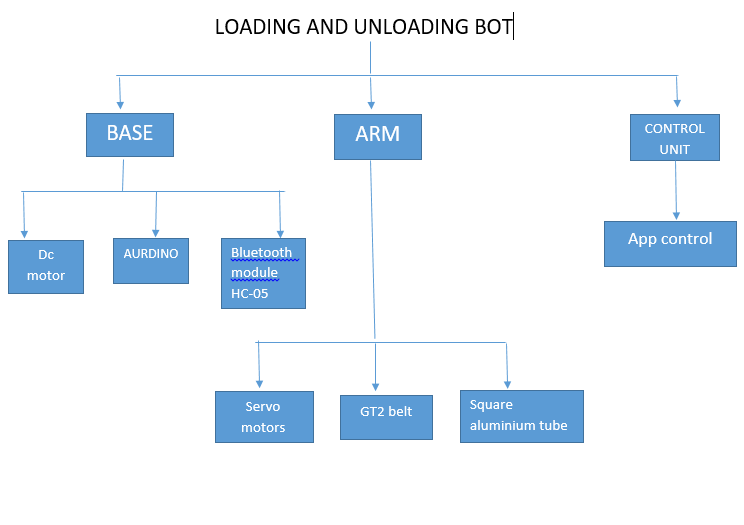 LOADING AND UNLOADING BOT
BASE
ARM
CONTROL
UNIT
App control
Dc
motor
AURDINO
Bluetooth
module
HC-05
Servo
motors
GT2 belt
Square
aluminium tube